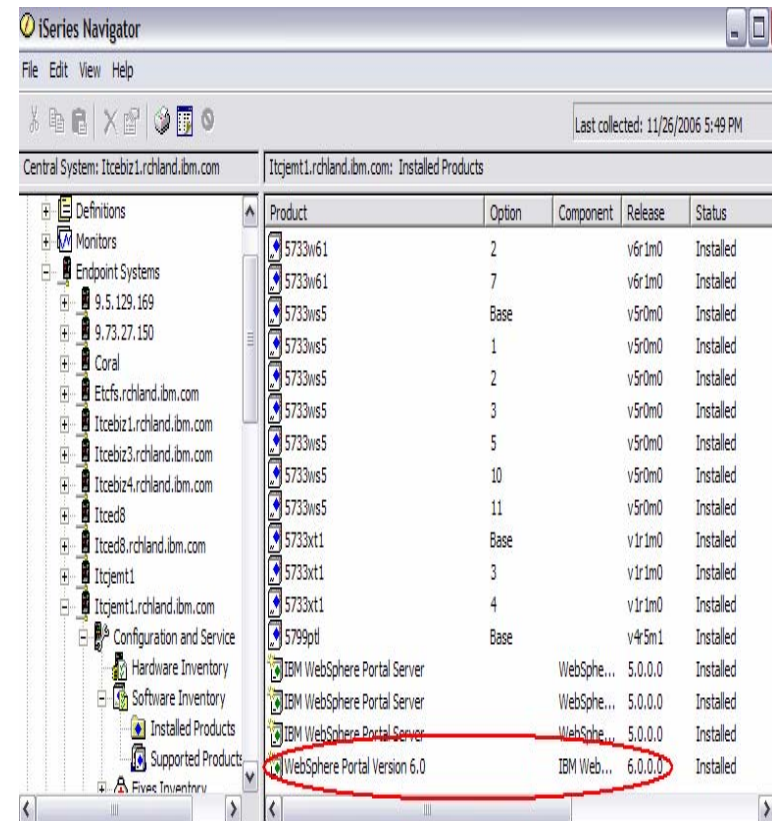 iSeries Navigator
File Edit View Help
Last collected: 11/26/2006 5:49 PM
Central System: Itcebiz1.rchland.ibm.com
Itcjemt1.rchland.ibm.com: Installed Products
Definitions
Monitors
Endpoint Systems
9.5.129.169
9.73.27.150
Coral
Etcfs.rchland.ibm.com
Itcebiz1.rchland.ibm.com
Itcebiz3.rchland.ibm.com
Itcebiz4.rchland.ibm.com
Itced8
Itced8.rchland.ibm.com
Itcjemt1
Itcjemt1.rchland.ibm.com
Configuration and Service
Hardware Inventory
Software Inventory
Installed Products
Supported Products
Fixes Inventory
Product Option Component Release Status
5733w61 2 v6r1m0 Installed
5733w61 7 v6r1m0 Installed
5733ws5 Base v5r0m0 Installed
5733ws5 1 v5r0m0 Installed
5733ws5 2 v5r0m0 Installed
5733ws5 3 v5r0m0 Installed
5733ws5 5 v5r0m0 Installed
5733ws5 10 v5r0m0 Installed
5733ws5 11 v5r0m0 Installed
5733xt1 Base v1r1m0 Installed
5733xt1 3 v1r1m0 Installed
5733xt1 4 v1r1m0 Installed
5799ptl Base v4r5m1 Installed
IBM WebSphere Portal Server WebSphe... 5.0.0.0 Installed
IBM WebSphere Portal Server WebSphe... 5.0.0.0 Installed
IBM WebSphere Portal Server WebSphe... 5.0.0.0 Installed
WebSphere Portal Version 6.0 IBM Web... 6.0.0.0 Installed